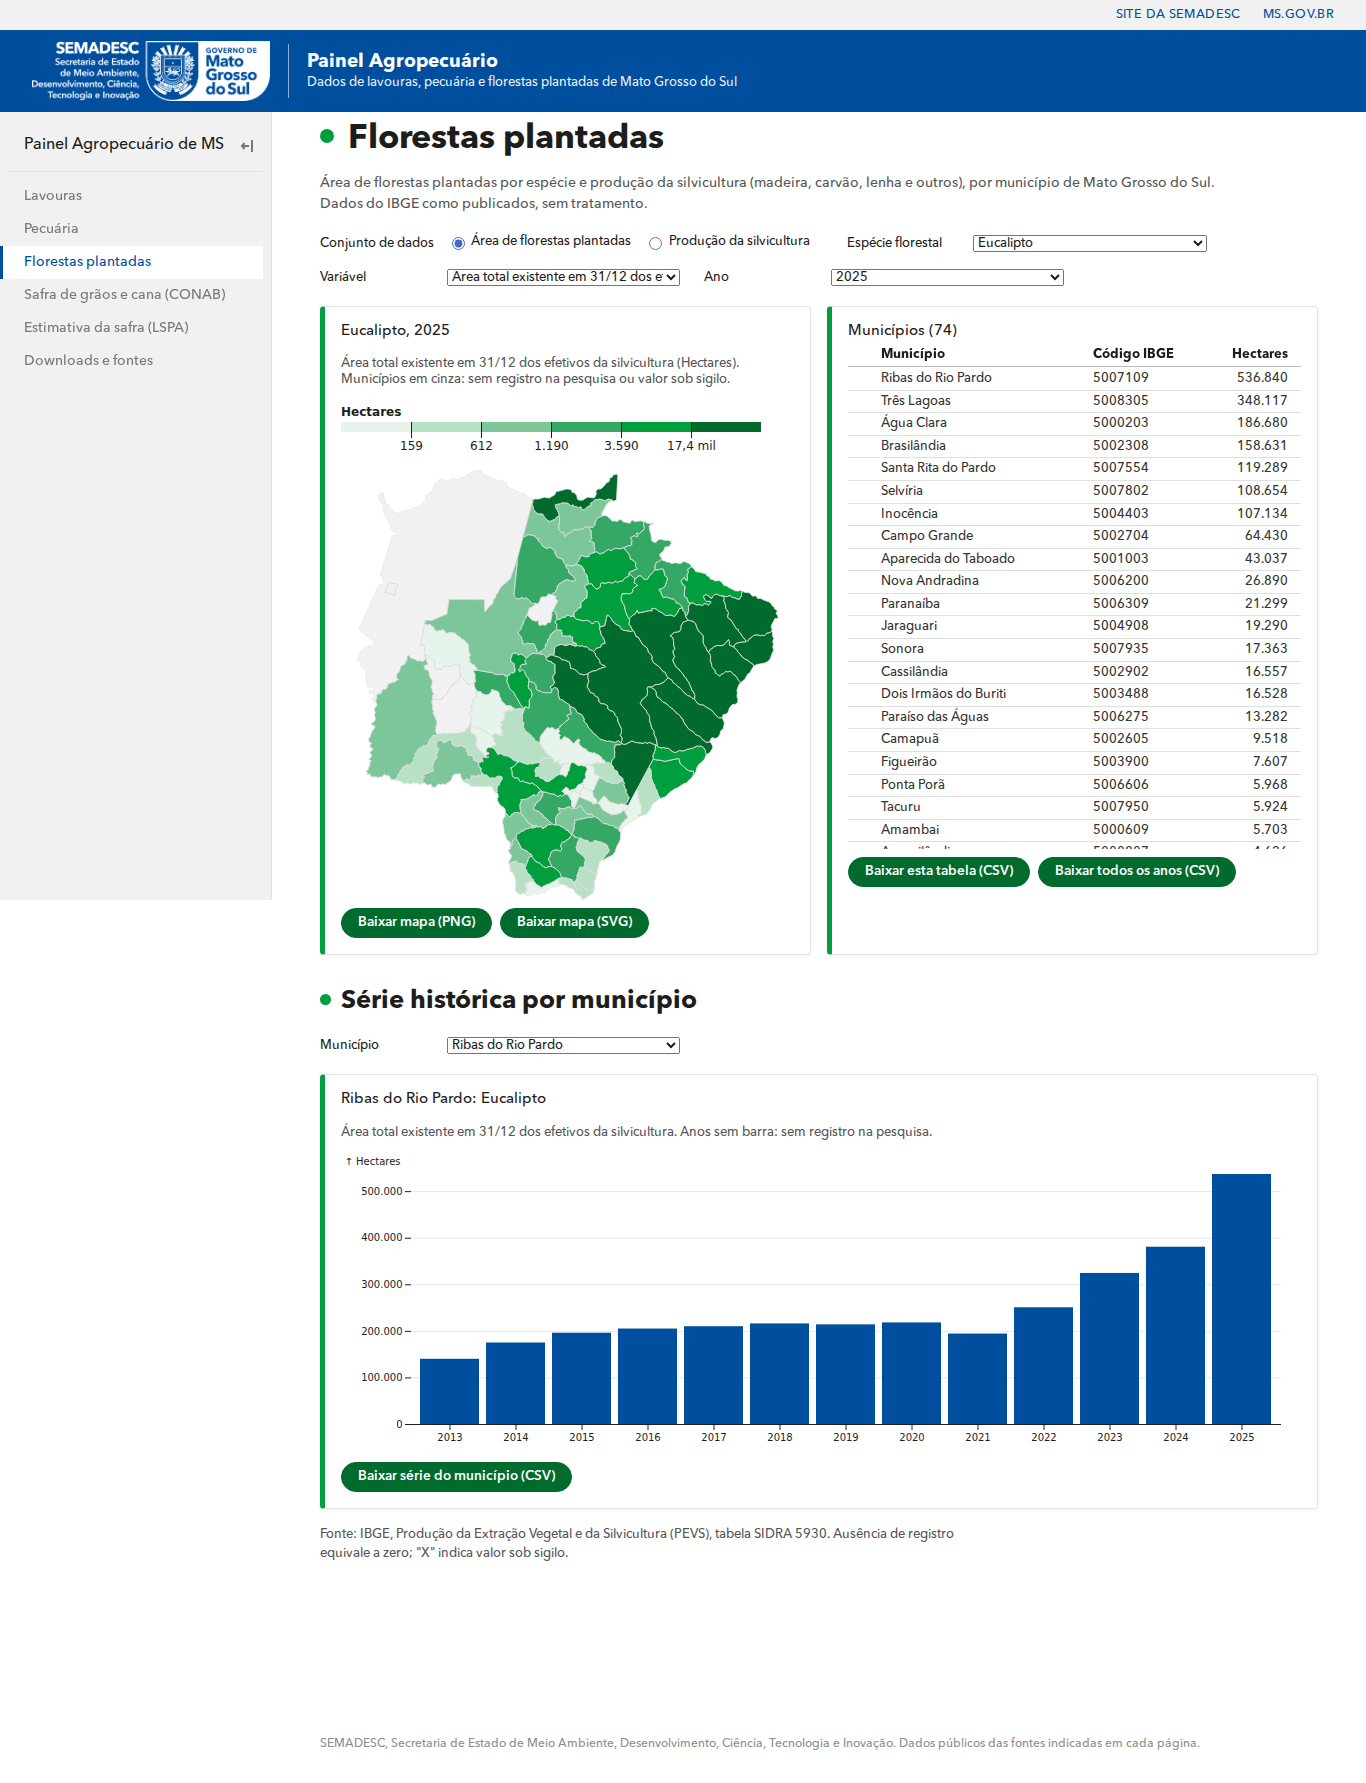 SITE DA SEMADESC MS.GOV.BR
SEMADESC
Secretaria de Estado
de Meio Ambiente,
Desenvolvimento, Ciência,
Tecnologia e Inovação
GOVERNO DE
Mato
Grosso
do Sul
Painel Agropecuário
Dados de lavouras, pecuária e florestas plantadas de Mato Grosso do Sul
Painel Agropecuário de MS
Lavouras
Pecuária
Florestas plantadas
Safra de grãos e cana (CONAB)
Estimativa da safra (LSPA)
Downloads e fontes
Florestas plantadas
Área de florestas plantadas por espécie e produção da silvicultura (madeira, carvão, lenha e outros), por município de Mato Grosso do Sul.
Dados do IBGE como publicados, sem tratamento.
Conjunto de dados Área de florestas plantadas Produção da silvicultura Espécie florestal Eucalipto
Variável Área total existente em 31/12 dos ef Ano 2025
Eucalipto, 2025
Área total existente em 31/12 dos efetivos da silvicultura (Hectares).
Municípios em cinza: sem registro na pesquisa ou valor sob sigilo.
Hectares
159 612 1.190 3.590 17,4 mil
Baixar mapa (PNG) Baixar mapa (SVG)
Municípios (74)
Município Código IBGE Hectares
Ribas do Rio Pardo 5007109 536.840
Três Lagoas 5008305 348.117
Água Clara 5000203 186.680
Brasilândia 5002308 158.631
Santa Rita do Pardo 5007554 119.289
Selvíria 5007802 108.654
Inocência 5004403 107.134
Campo Grande 5002704 64.430
Aparecida do Taboado 5001003 43.037
Nova Andradina 5006200 26.890
Paranaíba 5006309 21.299
Jaraguari 5004908 19.290
Sonora 5007935 17.363
Cassilândia 5002902 16.557
Dois Irmãos do Buriti 5003488 16.528
Paraíso das Águas 5006275 13.282
Camapuã 5002605 9.518
Figueirão 5003900 7.607
Ponta Porã 5006606 5.968
Tacuru 5007950 5.924
Amambai 5000609 5.703
Baixar esta tabela (CSV) Baixar todos os anos (CSV)
Série histórica por município
Município Ribas do Rio Pardo
Ribas do Rio Pardo: Eucalipto
Área total existente em 31/12 dos efetivos da silvicultura. Anos sem barra: sem registro na pesquisa.
↑ Hectares
500.000
400.000
300.000
200.000
100.000
0
2013 2014 2015 2016 2017 2018 2019 2020 2021 2022 2023 2024 2025
Baixar série do município (CSV)
Fonte: IBGE, Produção da Extração Vegetal e da Silvicultura (PEVS), tabela SIDRA 5930. Ausência de registro
equivale a zero; "X" indica valor sob sigilo.
SEMADESC, Secretaria de Estado de Meio Ambiente, Desenvolvimento, Ciência, Tecnologia e Inovação. Dados públicos das fontes indicadas em cada página.